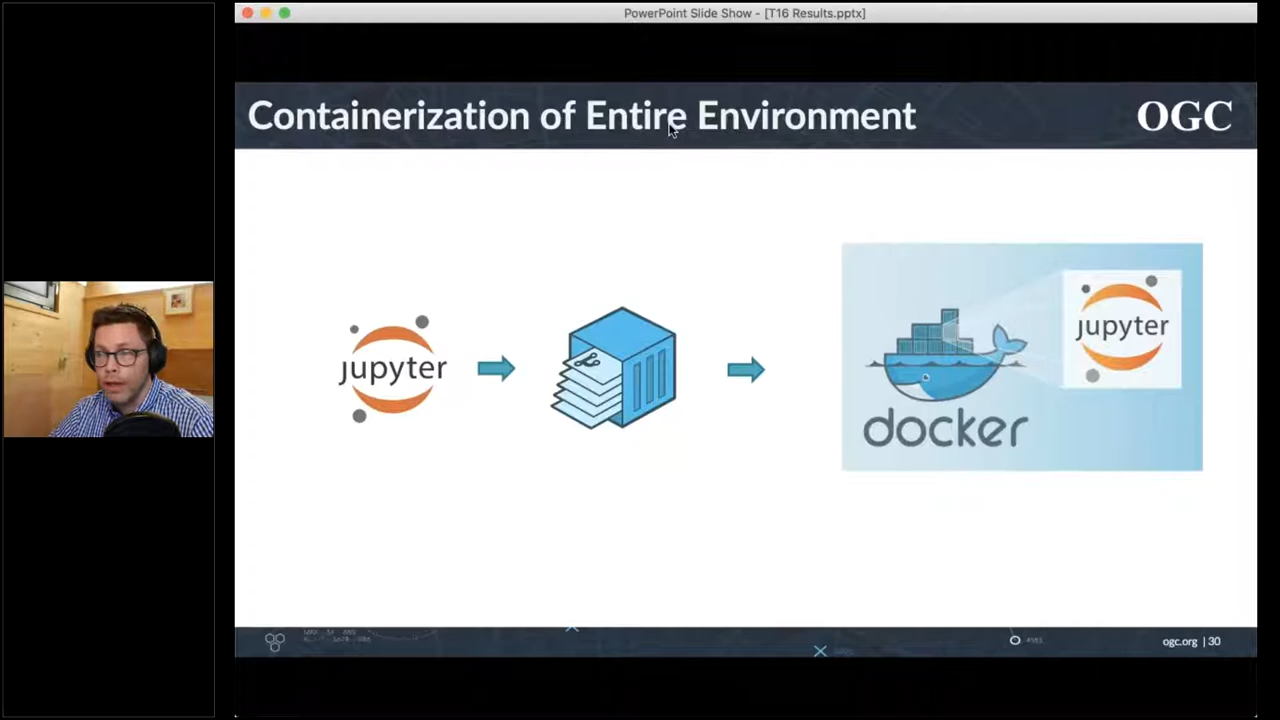 PowerPoint Slide Show - [T16 Results.pptx]
Containerization of Entire Environment
OGC
jupyter
docker
jupyter
ogc.org | 30